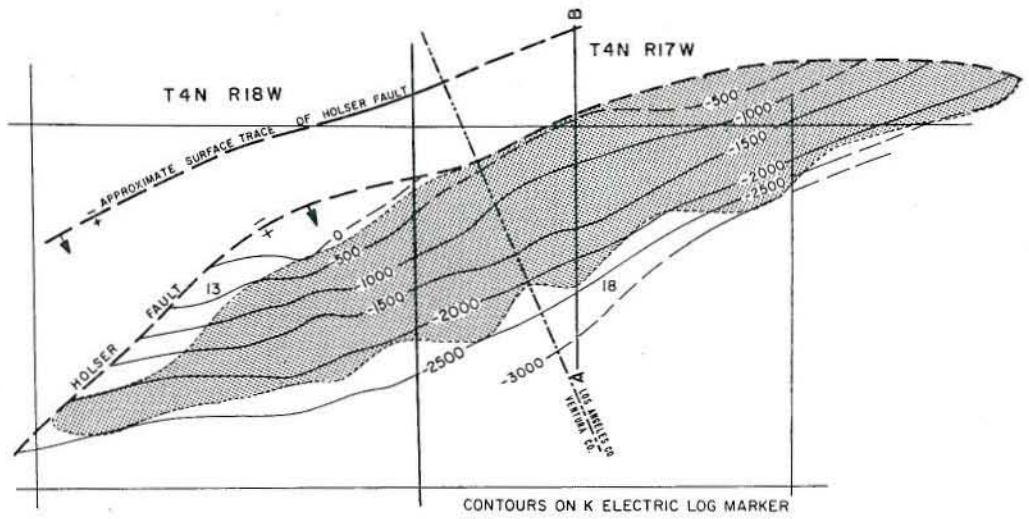 B
T4N R17W
T4N R18W
APPROXIMATE SURFACE TRACE OF HOLSER FAULT
-
+
-
+
-500
-1000
-1500
-2000
-2500
0
-500
-1000
-1500
-2000
-2500
-3000
13
18
HOLSER FAULT
A
LOS ANGELES CO
VENTURA CO.
CONTOURS ON K ELECTRIC LOG MARKER